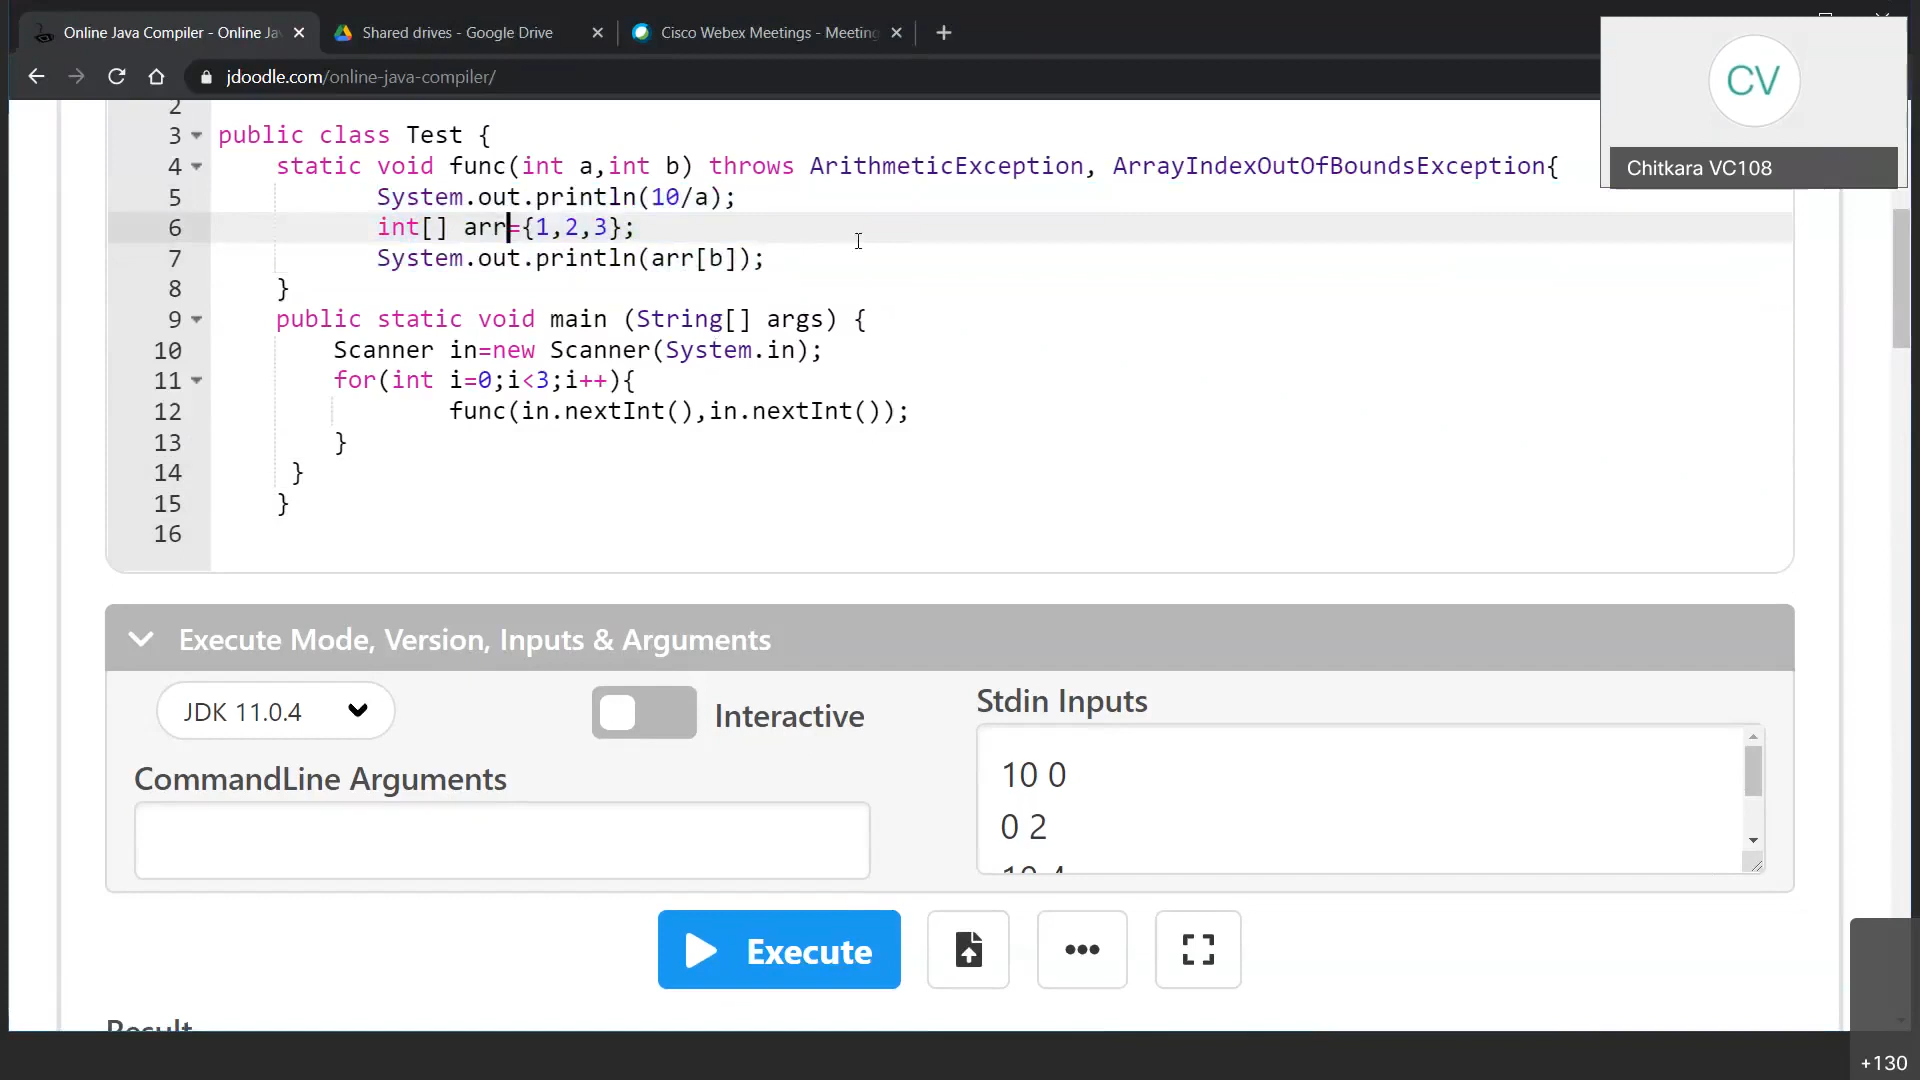 Online Java Compiler - Online Ja
Shared drives - Google Drive
Cisco Webex Meetings - Meeting
jdoodle.com/online-java-compiler/
CV
Chitkara VC108
2
3 public class Test {
4 static void func(int a,int b) throws ArithmeticException, ArrayIndexOutOfBoundsException{
5 System.out.println(10/a);
6 int[] arr={1,2,3};
7 System.out.println(arr[b]);
8 }
9 public static void main (String[] args) {
10 Scanner in=new Scanner(System.in);
11 for(int i=0;i<3;i++){
12 func(in.nextInt(),in.nextInt());
13 }
14 }
15 }
16
Execute Mode, Version, Inputs & Arguments
JDK 11.0.4
Interactive
Stdin Inputs
10 0
0 2
10 4
CommandLine Arguments
Execute
Result
+130